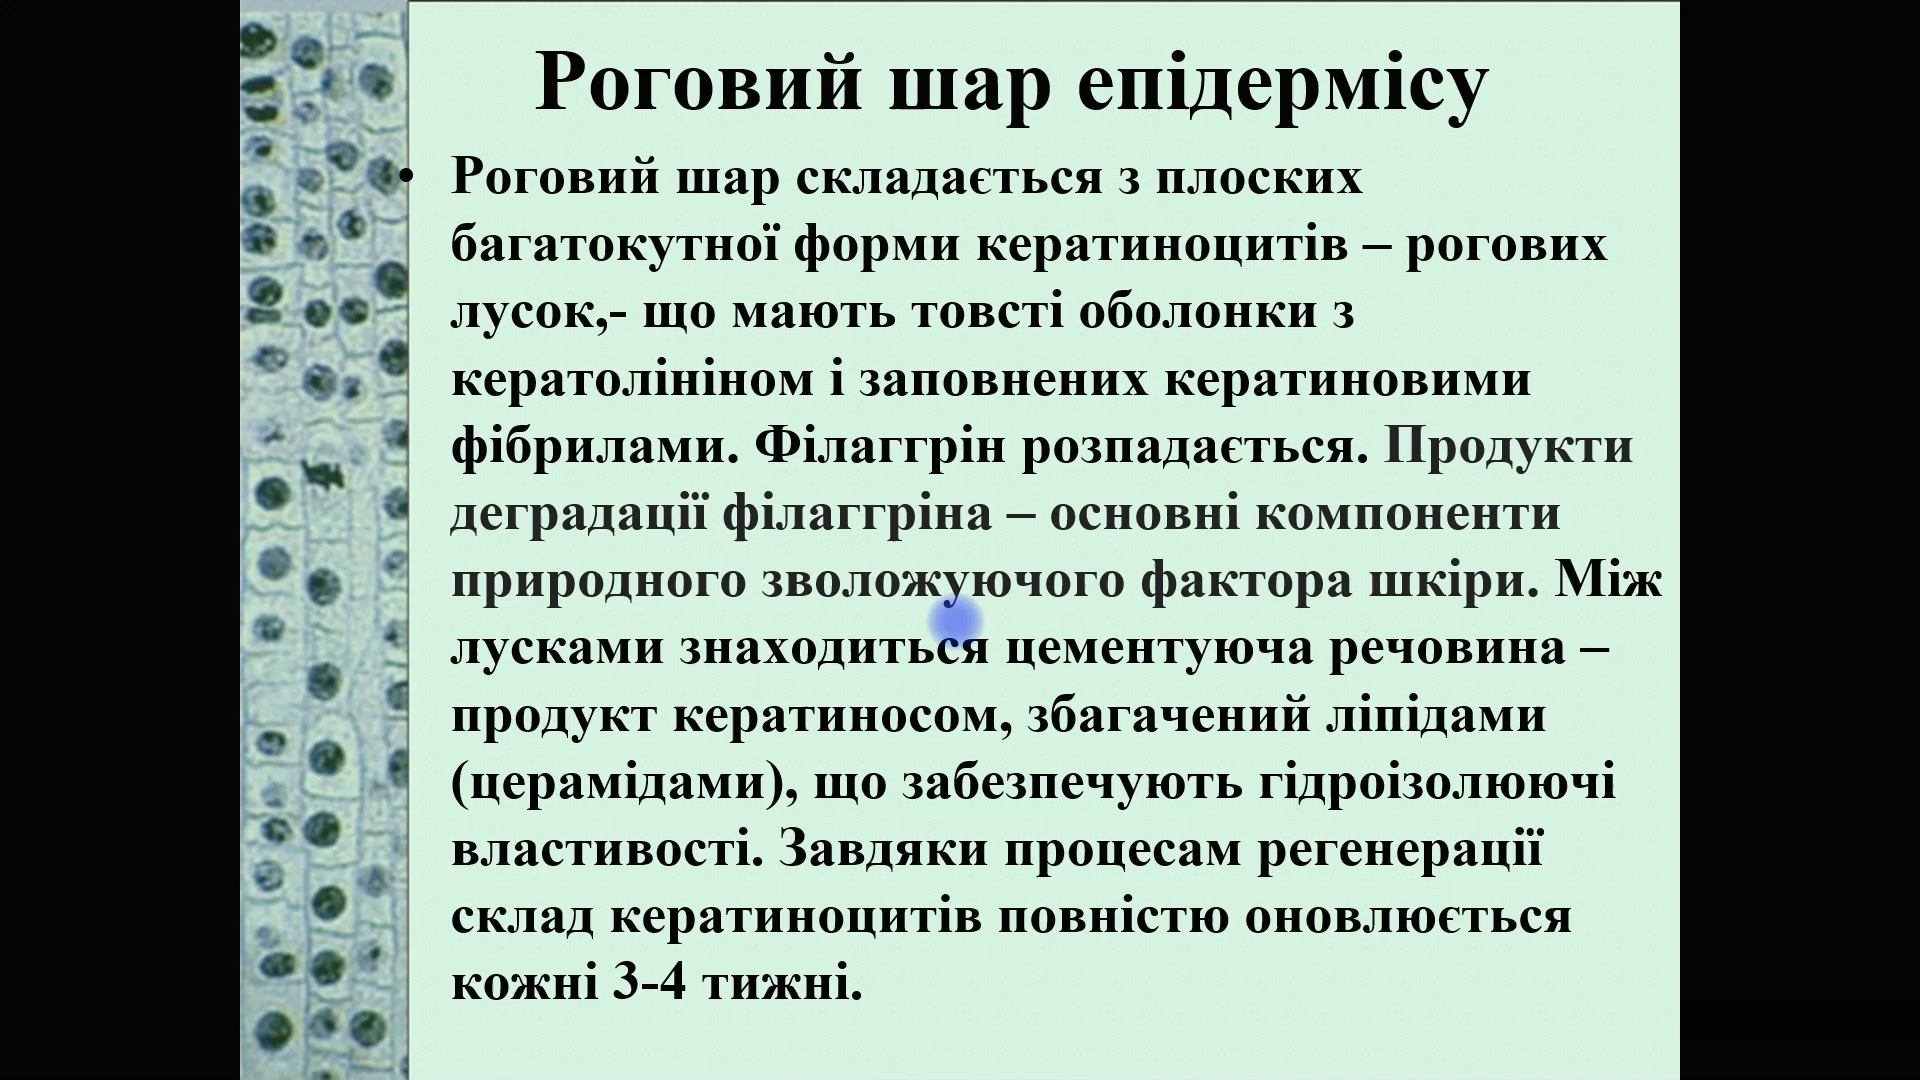 Роговий шар епідермісу
• Роговий шар складається з плоских
багатокутної форми кератиноцитів – рогових
лусок,- що мають товсті оболонки з
кератолініном і заповнених кератиновими
фібрилами. Філаггрін розпадається. Продукти
деградації філаггріна – основні компоненти
природного зволожуючого фактора шкіри. Між
лусками знаходиться цементуюча речовина –
продукт кератиносом, збагачений ліпідами
(церамідами), що забезпечують гідроізолюючі
властивості. Завдяки процесам регенерації
склад кератиноцитів повністю оновлюється
кожні 3-4 тижні.